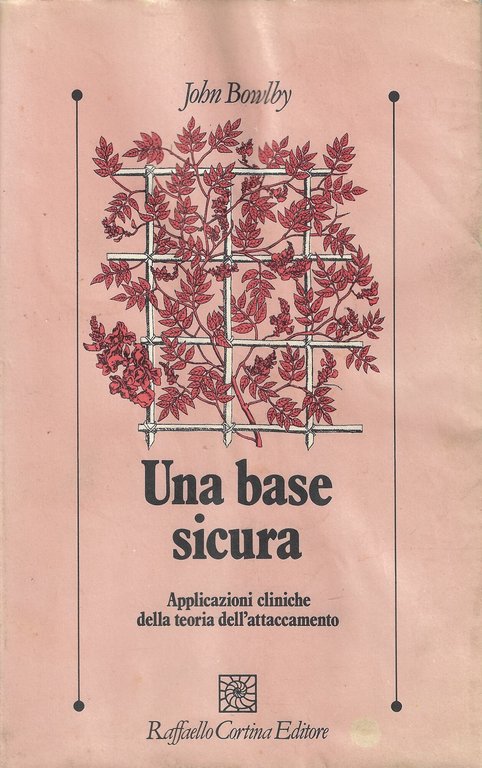 John Bowlby
Una base
sicura
Applicazioni cliniche
della teoria dell'attaccamento
Raffaello Cortina Editore